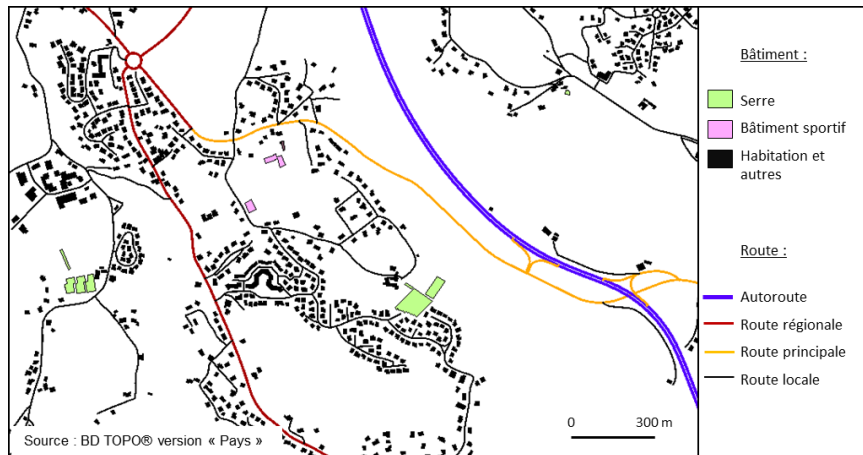 Bâtiment :
Serre
Bâtiment sportif
Habitation et
autres
Route :
Autoroute
Route régionale
Route principale
Route locale
0 300 m
Source : BD TOPO® version « Pays »